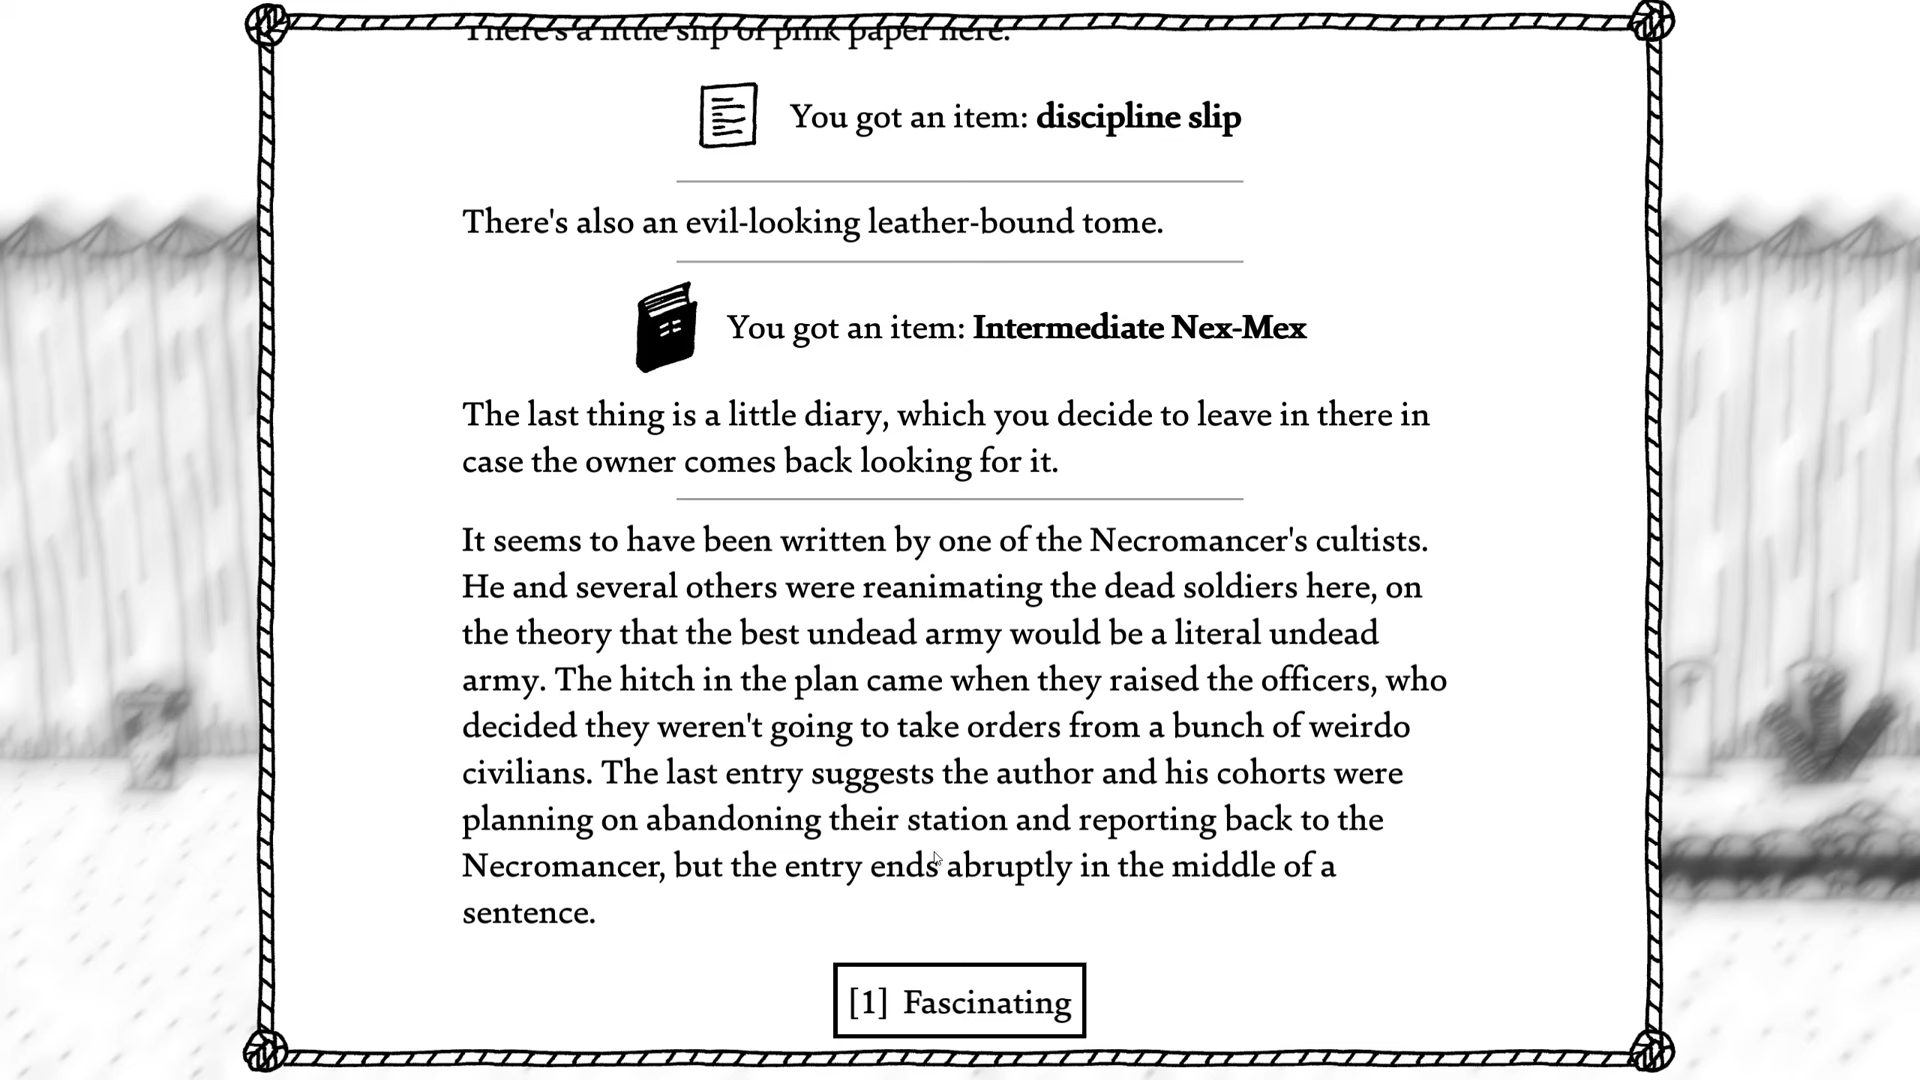 There's a little slip of pink paper here.
You got an item: discipline slip
There's also an evil-looking leather-bound tome.
You got an item: Intermediate Nex-Mex
The last thing is a little diary, which you decide to leave in there in
case the owner comes back looking for it.
It seems to have been written by one of the Necromancer's cultists.
He and several others were reanimating the dead soldiers here, on
the theory that the best undead army would be a literal undead
army. The hitch in the plan came when they raised the officers, who
decided they weren't going to take orders from a bunch of weirdo
civilians. The last entry suggests the author and his cohorts were
planning on abandoning their station and reporting back to the
Necromancer, but the entry ends abruptly in the middle of a
sentence.
[1] Fascinating